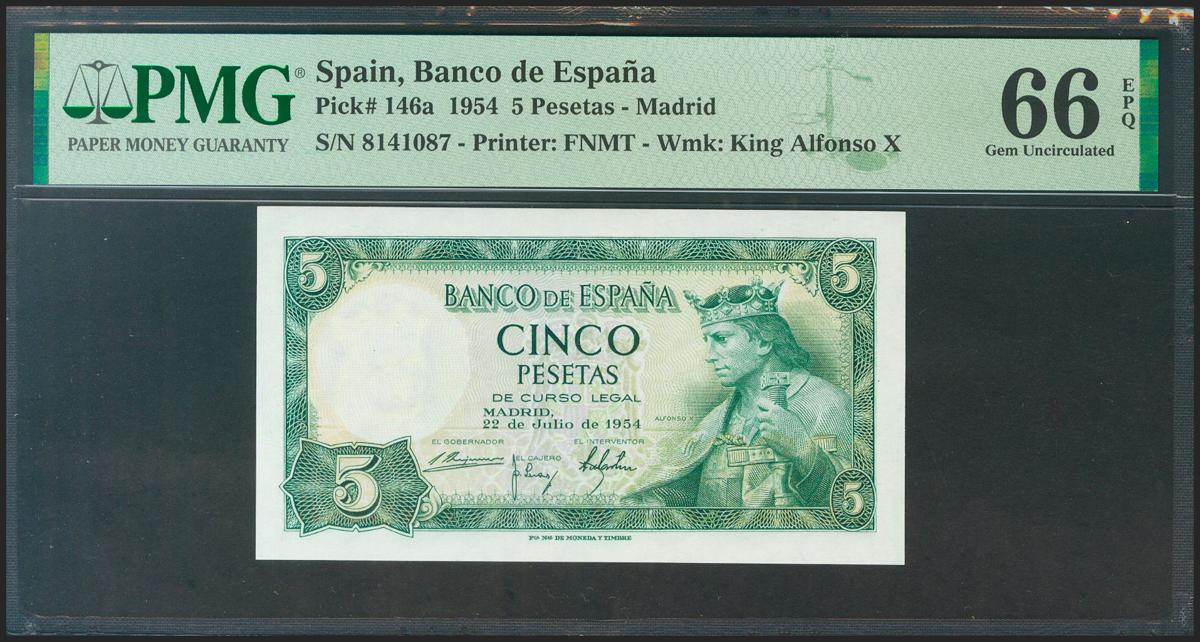 PMG®
PAPER MONEY GUARANTY
Spain, Banco de España
Pick# 146a 1954 5 Pesetas - Madrid
S/N 8141087 - Printer: FNMT - Wmk: King Alfonso X
66 EPQ
Gem Uncirculated
5 5
BANCO DE ESPAÑA
CINCO
PESETAS
DE CURSO LEGAL
MADRID,
22 de Julio de 1954
ALFONSO X
EL GOBERNADOR EL INTERVENTOR
EL CAJERO
5 5
DE MONEDA Y TIMBRE